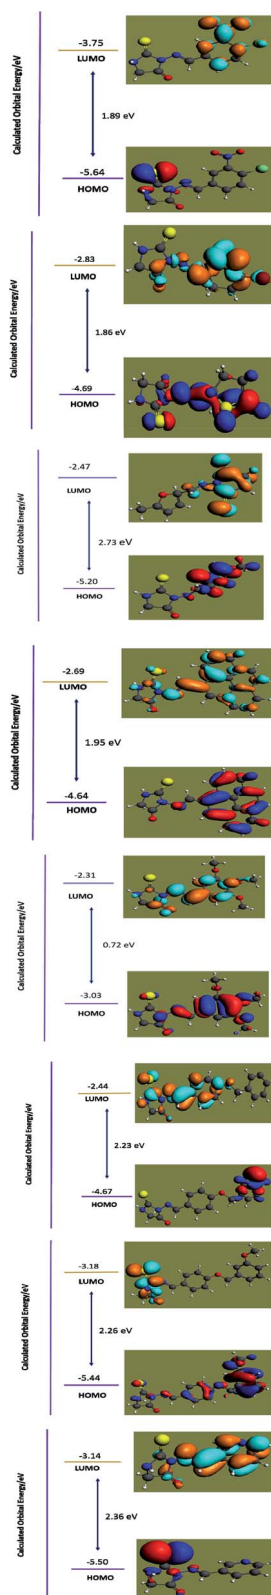 Calculated Orbital Energy/eV
-3.75
LUMO
1.89 eV
-5.64
HOMO
Calculated Orbital Energy/eV
-2.83
LUMO
1.86 eV
-4.69
HOMO
Calculated Orbital Energy/eV
-2.47
LUMO
2.73 eV
-5.20
HOMO
Calculated Orbital Energy/eV
-2.69
LUMO
1.95 eV
-4.64
HOMO
Calculated Orbital Energy/eV
-2.31
LUMO
0.72 eV
-3.03
HOMO
Calculated Orbital Energy/eV
-2.44
LUMO
2.23 eV
-4.67
HOMO
Calculated Orbital Energy/eV
-3.18
LUMO
2.26 eV
-5.44
HOMO
Calculated Orbital Energy/eV
-3.14
LUMO
2.36 eV
-5.50
HOMO